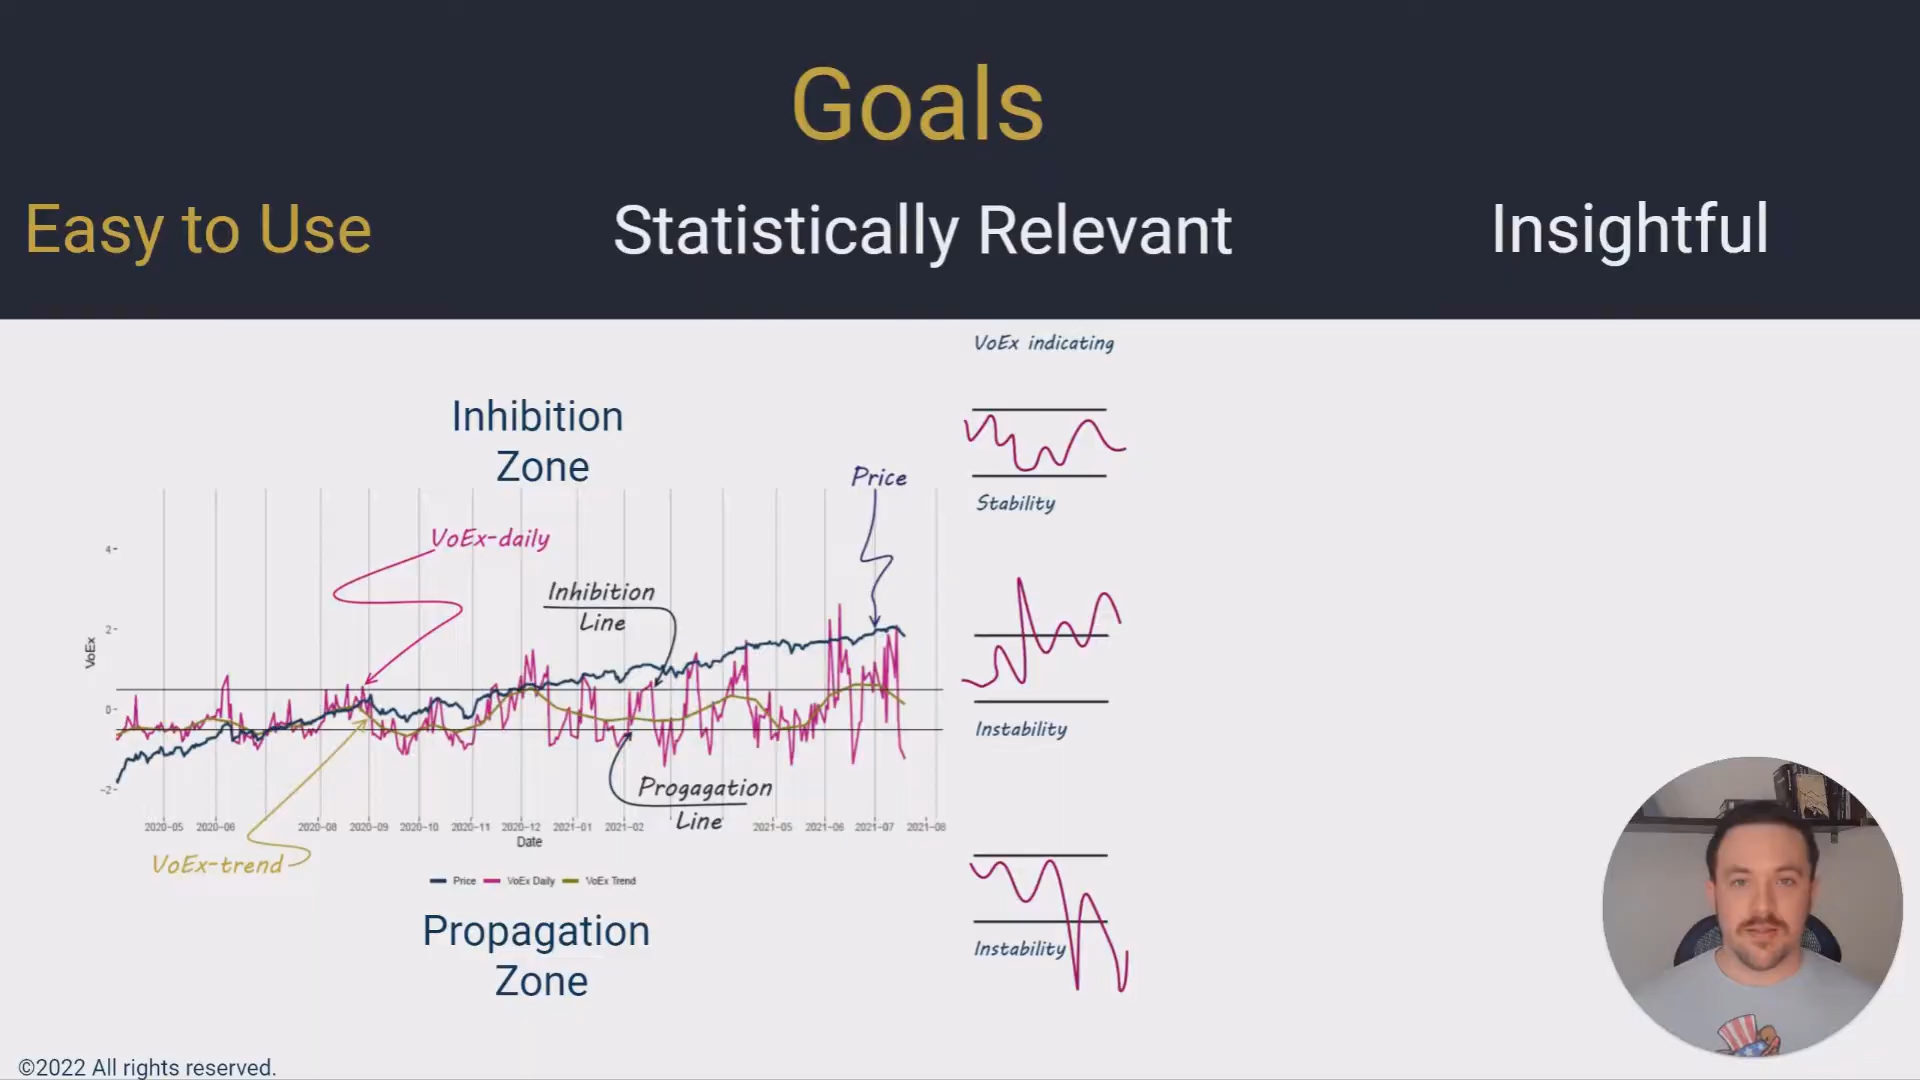 Goals
Easy to Use
Statistically Relevant
Insightful
Inhibition
Zone
VoEx-daily
Inhibition
Line
Price
4
2
0
-2
VoEx
Progagation
Line
VoEx-trend
2020-05 2020-06 2020-08 2020-09 2020-10 2020-11 2020-12 2021-01 2021-02 2021-05 2021-06 2021-07 2021-08
Date
Price VoEx Daily VoEx Trend
Propagation
Zone
VoEx indicating
Stability
Instability
Instability
©2022 All rights reserved.